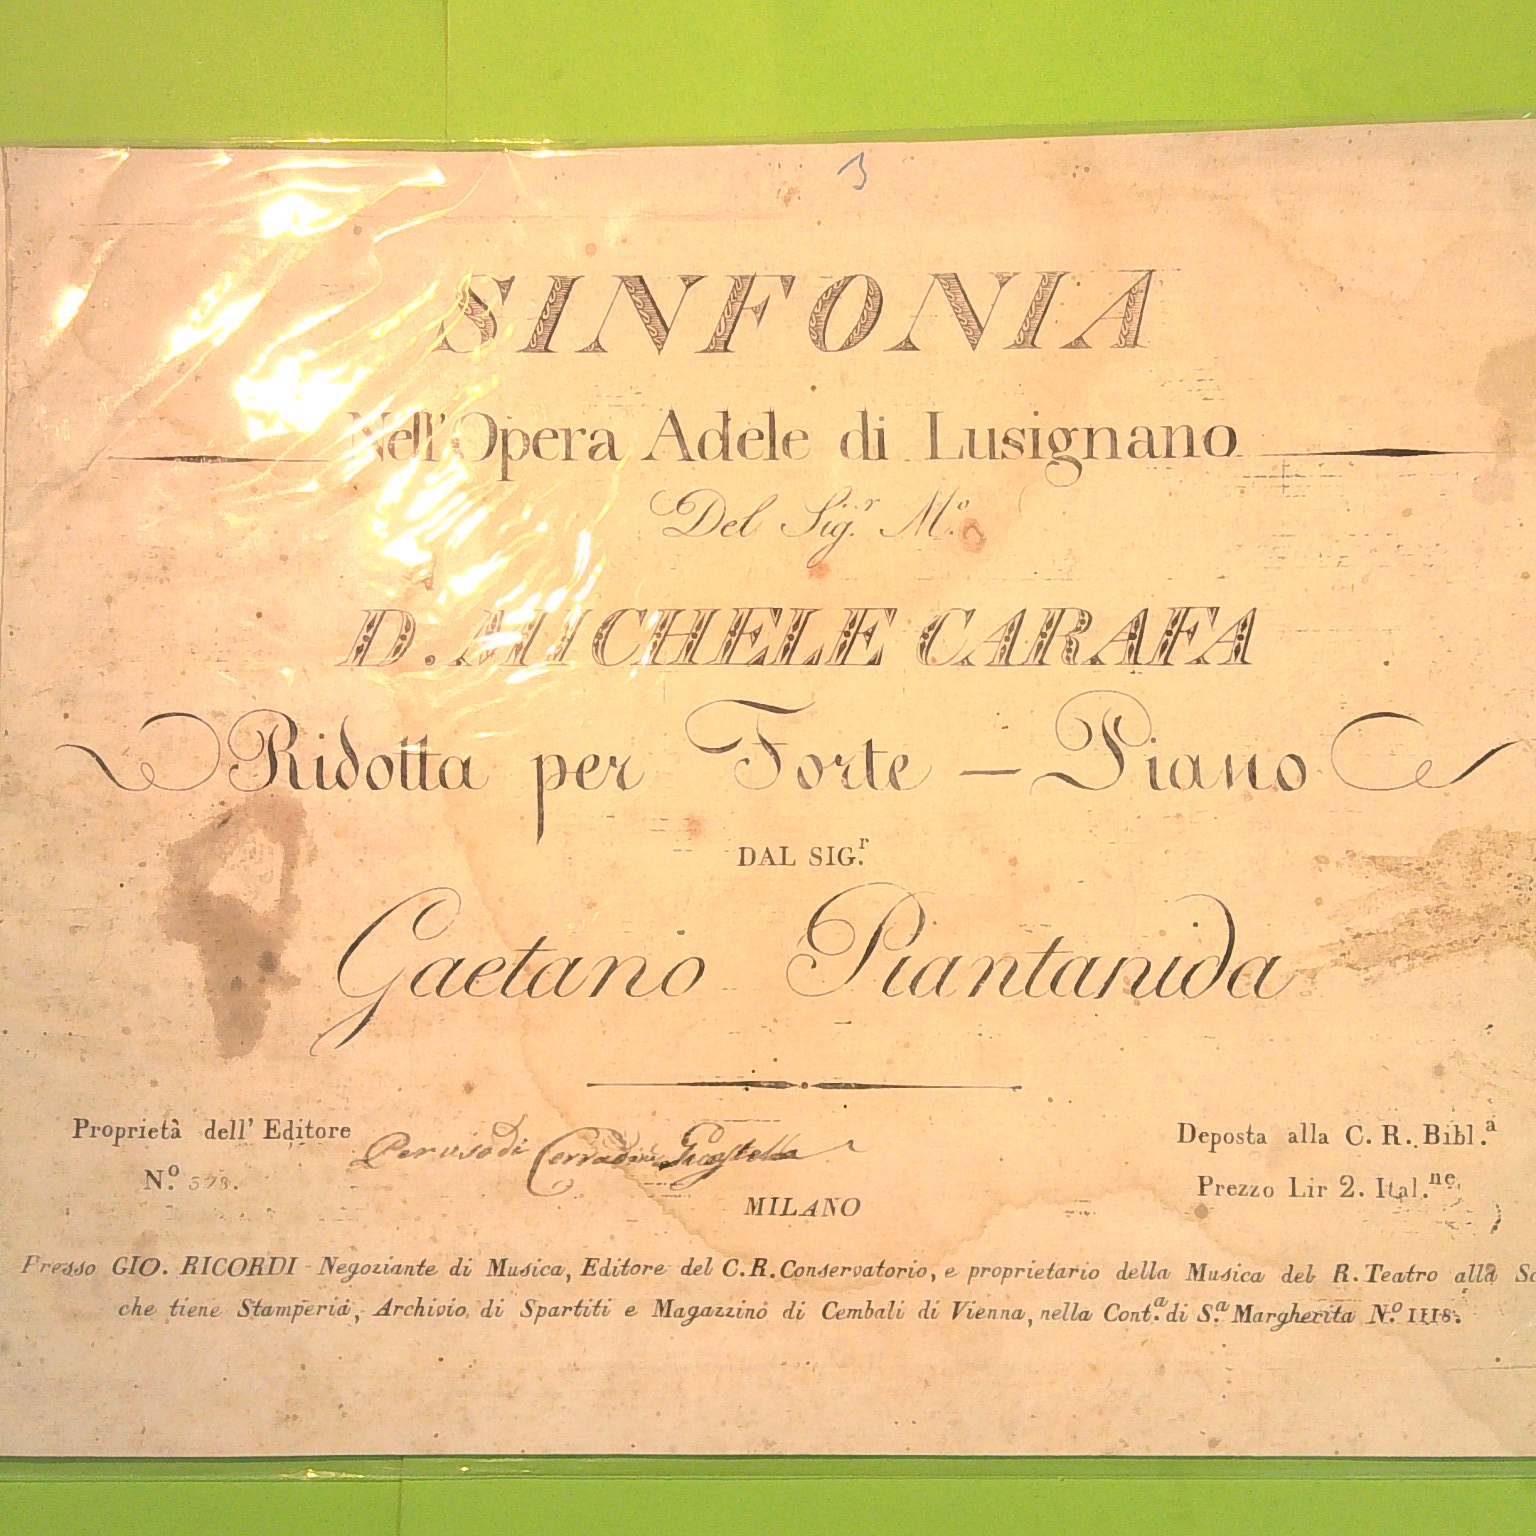 3
SINFONIA
Nell' Opera Adele di Lusignano
Del Sig.r M.o
D. MICHELE CARAFA
Ridotta per Forte - Piano
DAL SIG.r
Gaetano Piantanida
Proprietà dell' Editore
N.o 578.
Per uso di
Deposta alla C. R. Bibl.a
Prezzo Lir 2. Ital.ne
MILANO
Presso GIO. RICORDI - Negoziante di Musica, Editore del C. R. Conservatorio, e proprietario della Musica del R. Teatro alla
che tiene Stamperia, Archivio di Spartiti e Magazzino di Cembali di Vienna, nella Cont.a di S.a Margherita N.o 1118.